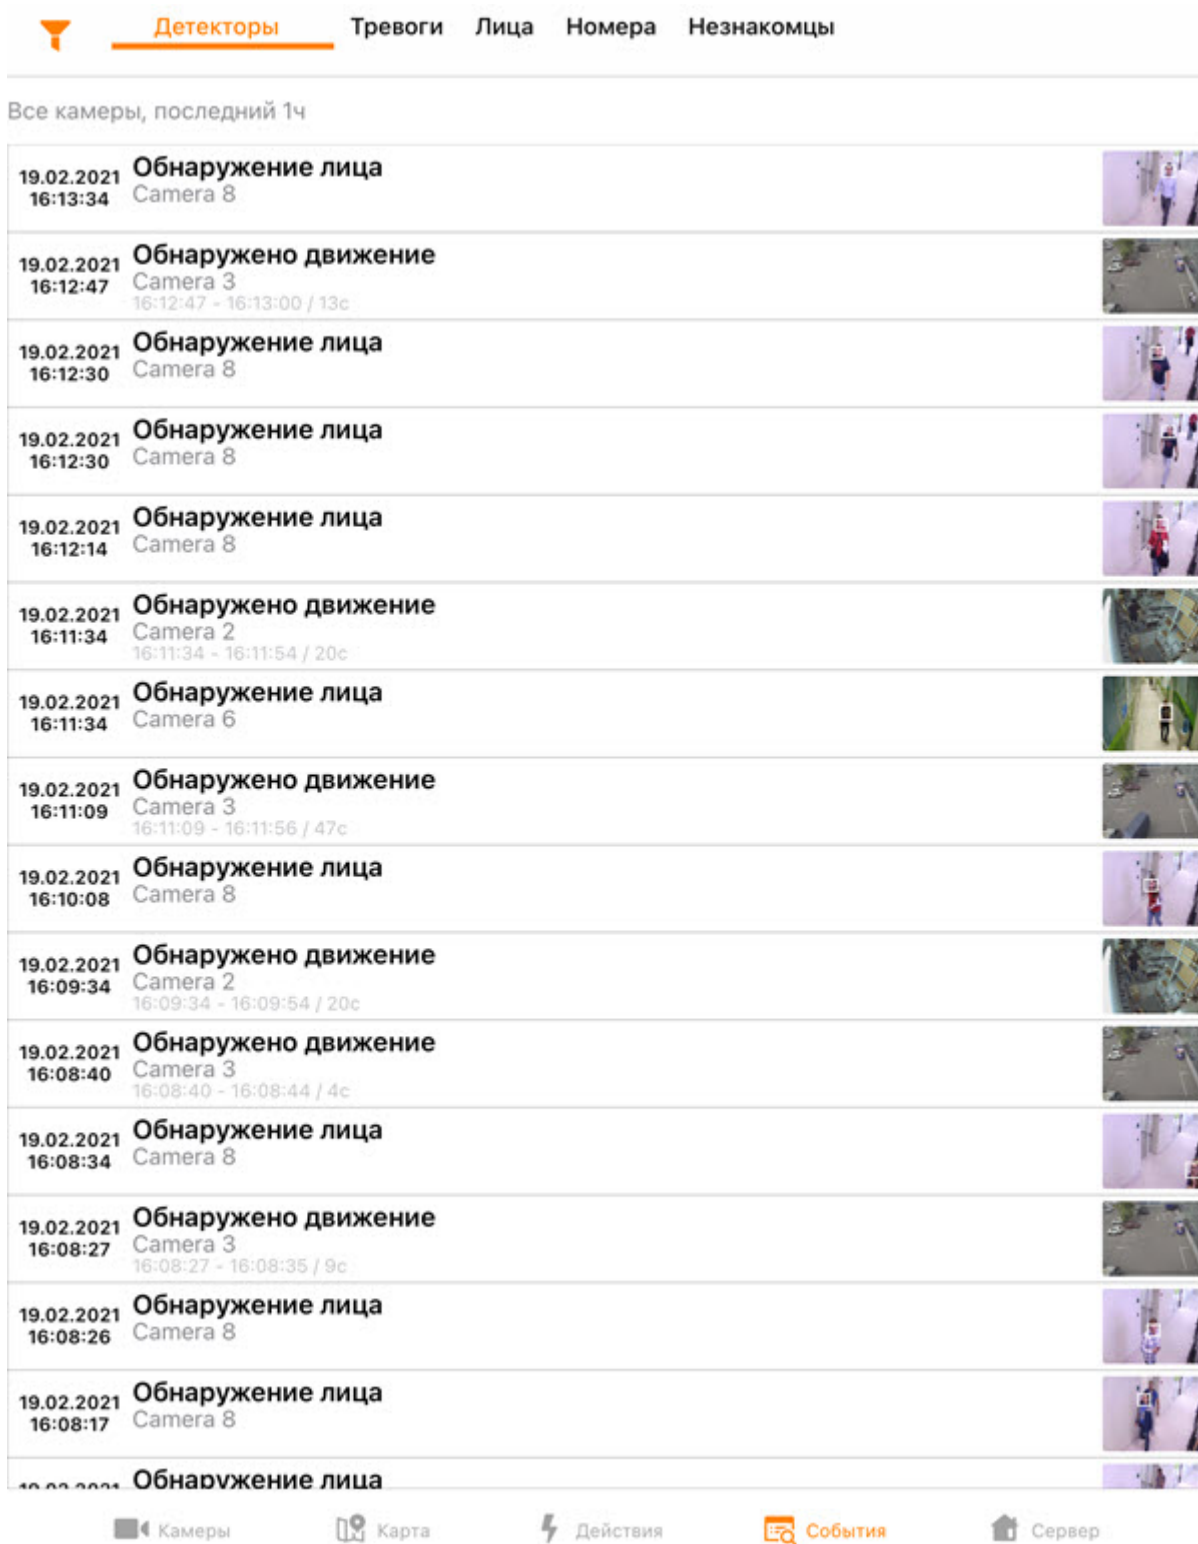 Детекторы Тревоги Лица Номера Незнакомцы
Все камеры, последний 1ч
19.02.2021 Обнаружение лица
16:13:34 Camera 8
19.02.2021 Обнаружено движение
16:12:47 Camera 3
16:12:47 - 16:13:00 / 13с
19.02.2021 Обнаружение лица
16:12:30 Camera 8
19.02.2021 Обнаружение лица
16:12:30 Camera 8
19.02.2021 Обнаружение лица
16:12:14 Camera 8
19.02.2021 Обнаружено движение
16:11:34 Camera 2
16:11:34 - 16:11:54 / 20с
19.02.2021 Обнаружение лица
16:11:34 Camera 6
19.02.2021 Обнаружено движение
16:11:09 Camera 3
16:11:09 - 16:11:56 / 47с
19.02.2021 Обнаружение лица
16:10:08 Camera 8
19.02.2021 Обнаружено движение
16:09:34 Camera 2
16:09:34 - 16:09:54 / 20с
19.02.2021 Обнаружено движение
16:08:40 Camera 3
16:08:40 - 16:08:44 / 4с
19.02.2021 Обнаружение лица
16:08:34 Camera 8
19.02.2021 Обнаружено движение
16:08:27 Camera 3
16:08:27 - 16:08:35 / 9с
19.02.2021 Обнаружение лица
16:08:26 Camera 8
19.02.2021 Обнаружение лица
16:08:17 Camera 8
19.02.2021 Обнаружение лица
Камеры Карта Действия События Сервер